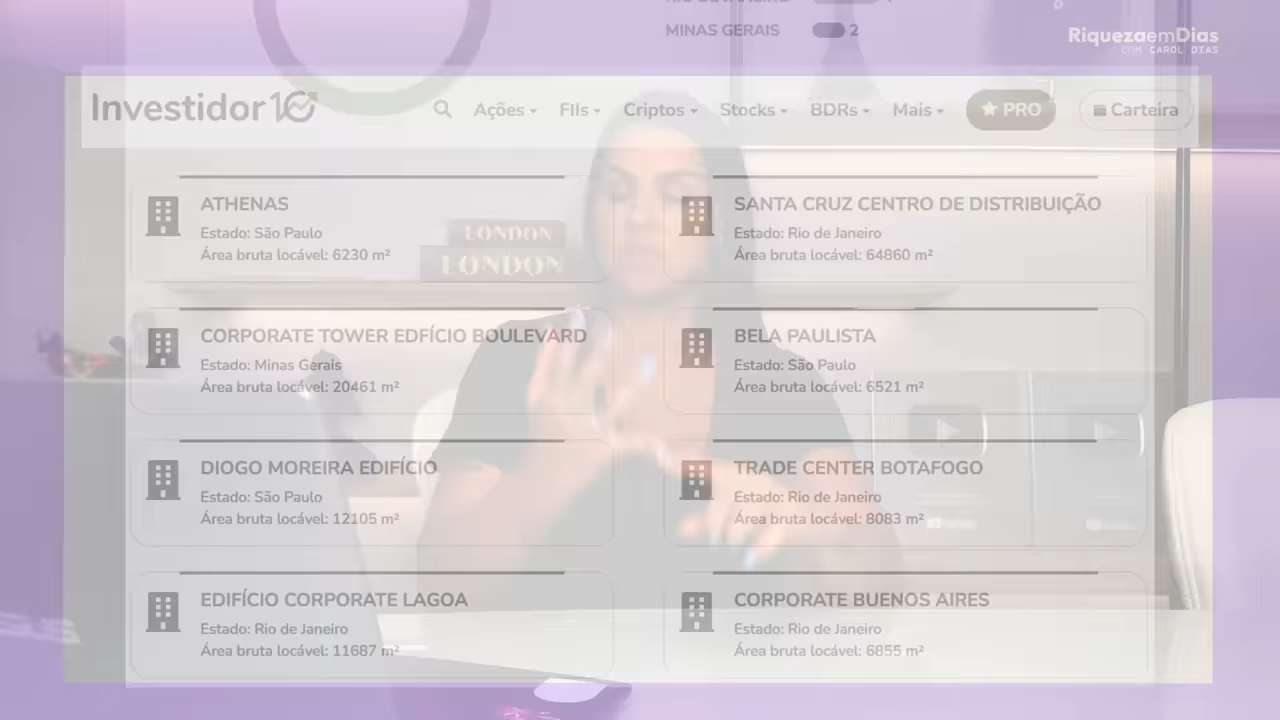 MINAS GERAIS 2
RiquezaemDias
COM CAROL DIAS
Investidor10
Ações FIIs Criptos Stocks BDRs Mais PRO Carteira
ATHENAS
Estado: São Paulo
Área bruta locável: 6230 m²
SANTA CRUZ CENTRO DE DISTRIBUIÇÃO
Estado: Rio de Janeiro
Área bruta locável: 64860 m²
LONDON
LONDON
CORPORATE TOWER EDFÍCIO BOULEVARD
Estado: Minas Gerais
Área bruta locável: 20461 m²
BELA PAULISTA
Estado: São Paulo
Área bruta locável: 6521 m²
DIOGO MOREIRA EDIFÍCIO
Estado: São Paulo
Área bruta locável: 12105 m²
TRADE CENTER BOTAFOGO
Estado: Rio de Janeiro
Área bruta locável: 8083 m²
EDIFÍCIO CORPORATE LAGOA
Estado: Rio de Janeiro
Área bruta locável: 11687 m²
CORPORATE BUENOS AIRES
Estado: Rio de Janeiro
Área bruta locável: 6855 m²